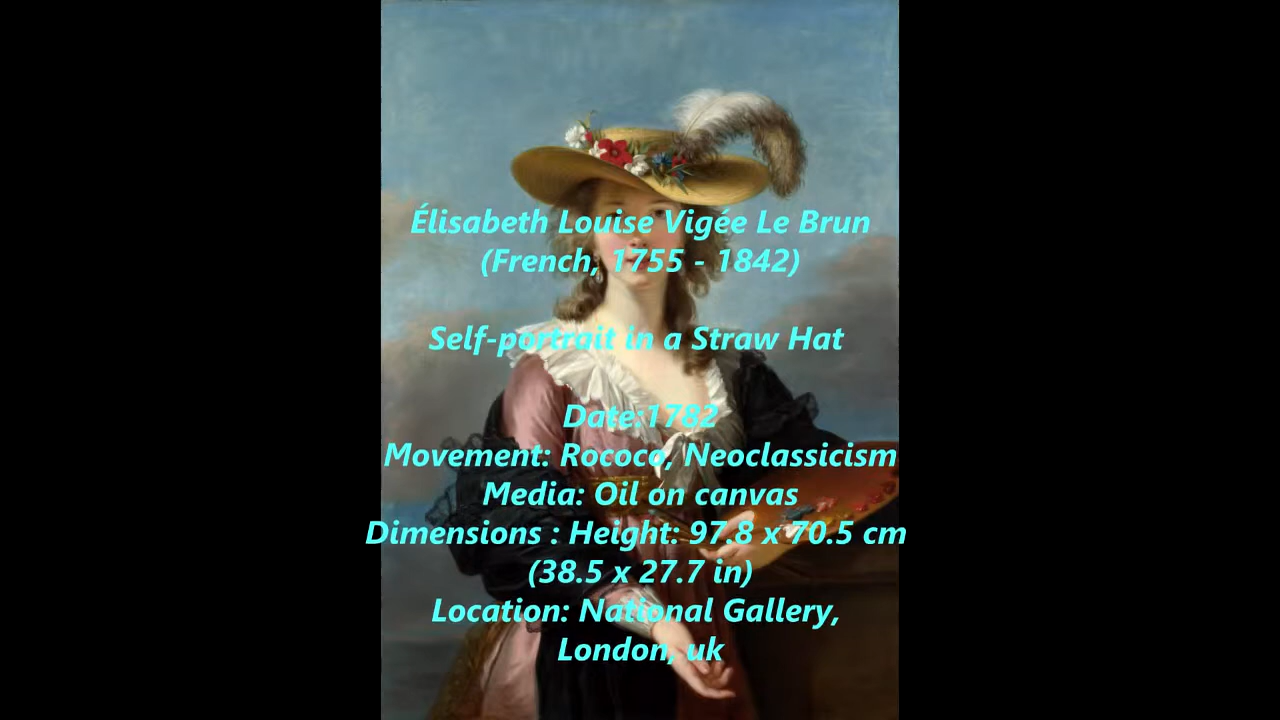 Élisabeth Louise Vigée Le Brun
(French, 1755 - 1842)
Self-portrait in a Straw Hat
Date:1782
Movement: Rococo, Neoclassicism
Media: Oil on canvas
Dimensions : Height: 97.8 x 70.5 cm
(38.5 x 27.7 in)
Location: National Gallery,
London, uk